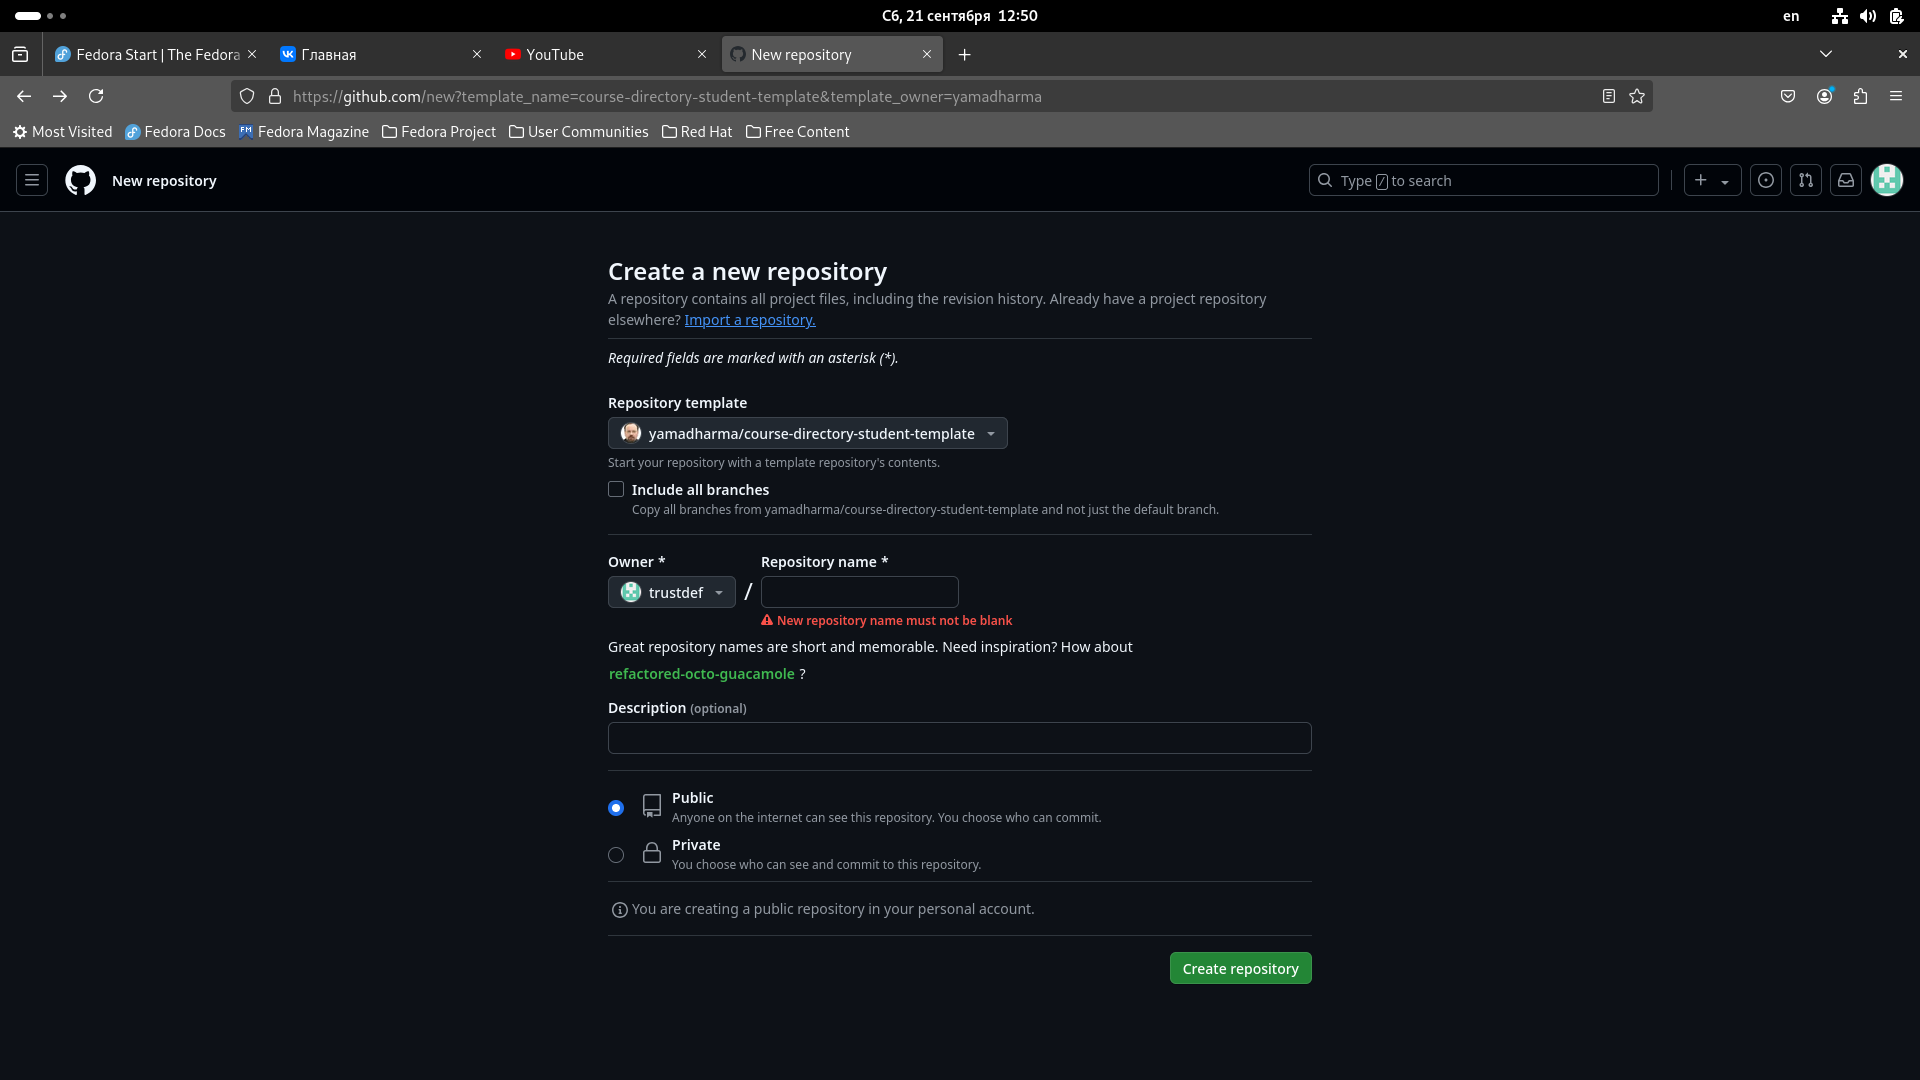 Сб, 21 сентября 12:50
en
Fedora Start | The Fedora
Главная
YouTube
New repository
https://github.com/new?template_name=course-directory-student-template&template_owner=yamadharma
Most Visited
Fedora Docs
Fedora Magazine
Fedora Project
User Communities
Red Hat
Free Content
New repository
Type / to search
Create a new repository
A repository contains all project files, including the revision history. Already have a project repository
elsewhere? Import a repository.
Required fields are marked with an asterisk (*).
Repository template
yamadharma/course-directory-student-template
Start your repository with a template repository's contents.
Include all branches
Copy all branches from yamadharma/course-directory-student-template and not just the default branch.
Owner * Repository name *
trustdef /
New repository name must not be blank
Great repository names are short and memorable. Need inspiration? How about
refactored-octo-guacamole ?
Description (optional)
Public
Anyone on the internet can see this repository. You choose who can commit.
Private
You choose who can see and commit to this repository.
You are creating a public repository in your personal account.
Create repository